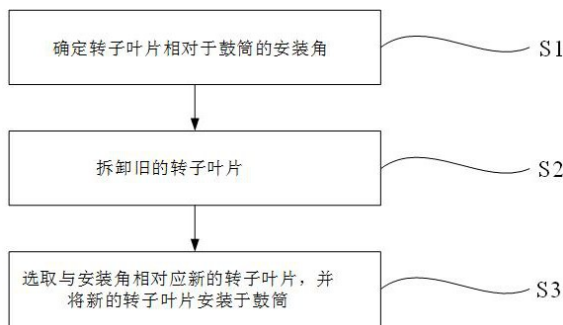 确定转子叶片相对于鼓筒的安装角
S1
拆卸旧的转子叶片
S2
选取与安装角相对应新的转子叶片，并
将新的转子叶片安装于鼓筒
S3